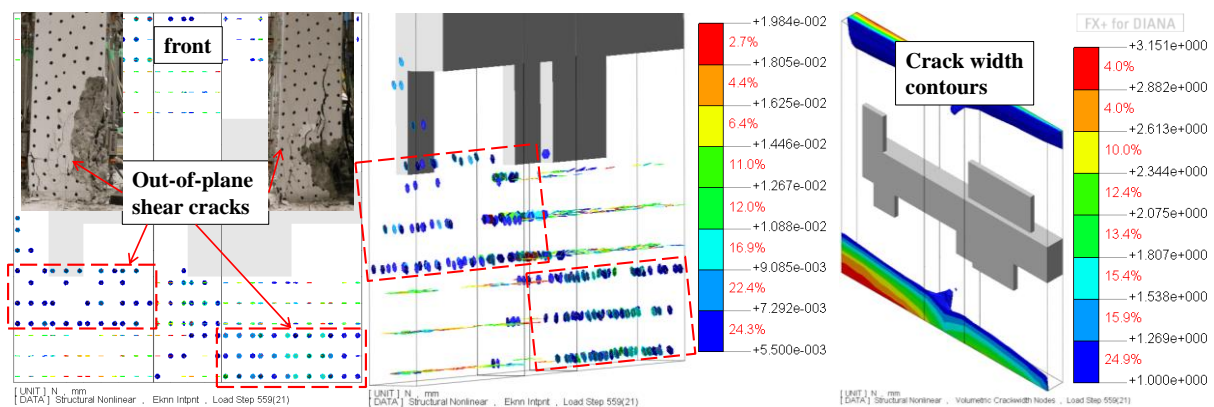 front
Out-of-plane
shear cracks
[ UNIT ] N , mm
[ DATA ] Structural Nonlinear , Eknn Intpnt , Load Step 559(21)
+1.984e-002
2.7%
+1.805e-002
4.4%
+1.625e-002
6.4%
+1.446e-002
11.0%
+1.267e-002
12.0%
+1.088e-002
16.9%
+9.085e-003
22.4%
+7.292e-003
24.3%
+5.500e-003
[ UNIT ] N , mm
[ DATA ] Structural Nonlinear , Eknn Intpnt , Load Step 559(21)
Crack width
contours
FX+ for DIANA
+3.151e+000
4.0%
+2.882e+000
4.0%
+2.613e+000
10.0%
+2.344e+000
12.4%
+2.075e+000
13.4%
+1.807e+000
15.4%
+1.538e+000
15.9%
+1.269e+000
24.9%
+1.000e+000
[ UNIT ] N , mm
[ DATA ] Structural Nonlinear , Volumetric Crackwidth Nodes , Load Step 559(21)